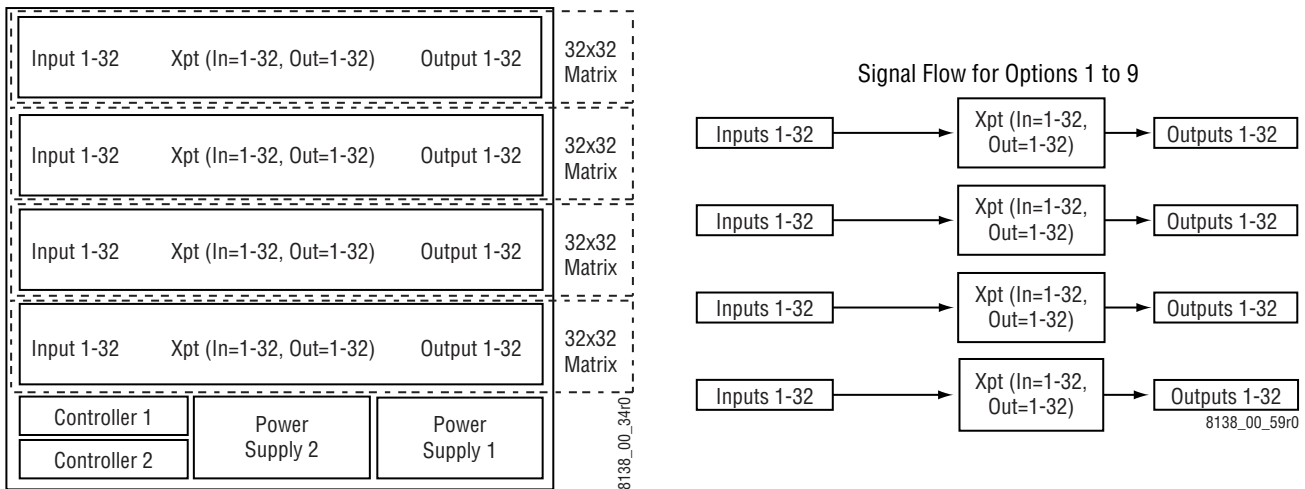 Input 1-32 Xpt (In=1-32, Out=1-32) Output 1-32
32x32
Matrix
Input 1-32 Xpt (In=1-32, Out=1-32) Output 1-32
32x32
Matrix
Input 1-32 Xpt (In=1-32, Out=1-32) Output 1-32
32x32
Matrix
Input 1-32 Xpt (In=1-32, Out=1-32) Output 1-32
32x32
Matrix
Controller 1
Controller 2
Power
Supply 2
Power
Supply 1
8138_00_34r0
Signal Flow for Options 1 to 9
Inputs 1-32
Xpt (In=1-32,
Out=1-32)
Outputs 1-32
Inputs 1-32
Xpt (In=1-32,
Out=1-32)
Outputs 1-32
Inputs 1-32
Xpt (In=1-32,
Out=1-32)
Outputs 1-32
Inputs 1-32
Xpt (In=1-32,
Out=1-32)
Outputs 1-32
8138_00_59r0